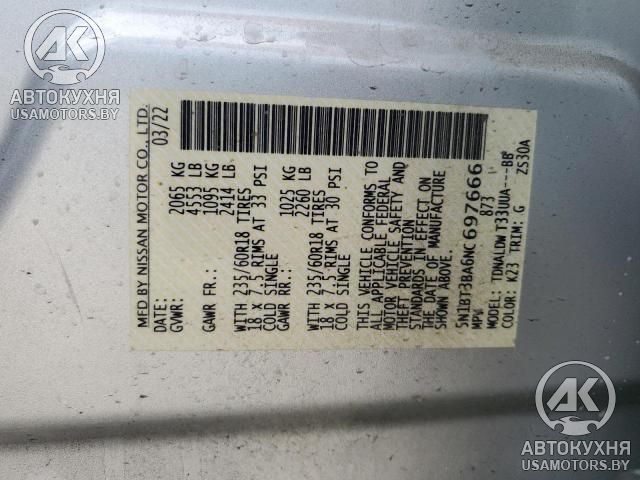 АВТОКУХНЯ
USAMOTORS.BY
MFD BY NISSAN MOTOR CO., LTD.
DATE: 03/22
GVWR: 2065 KG
4553 LB
GAWR FR.: 1095 KG
2414 LB
WITH 235/60R18 TIRES
18 X 7.5 RIMS AT 33 PSI
COLD SINGLE
GAWR RR.: 1025 KG
2260 LB
WITH 235/60R18 TIRES
18 X 7.5 RIMS AT 30 PSI
COLD SINGLE
THIS VEHICLE CONFORMS TO
ALL APPLICABLE FEDERAL
MOTOR VEHICLE SAFETY AND
THEFT PREVENTION
STANDARDS IN EFFECT ON
THE DATE OF MANUFACTURE
SHOWN ABOVE.
5N1BT3BA6NC697666
MPV 873
MODEL: TDNALDW T33UUA---BB
COLOR: K23 TRIM: G ZS30A
АК
АВТОКУХНЯ
USAMOTORS.BY